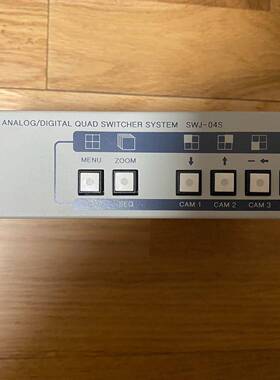 ANALOG/DIGITAL QUAD SWITCHER SYSTEM SWJ-04S
MENU ZOOM
SEQ CAM 1 CAM 2 CAM 3